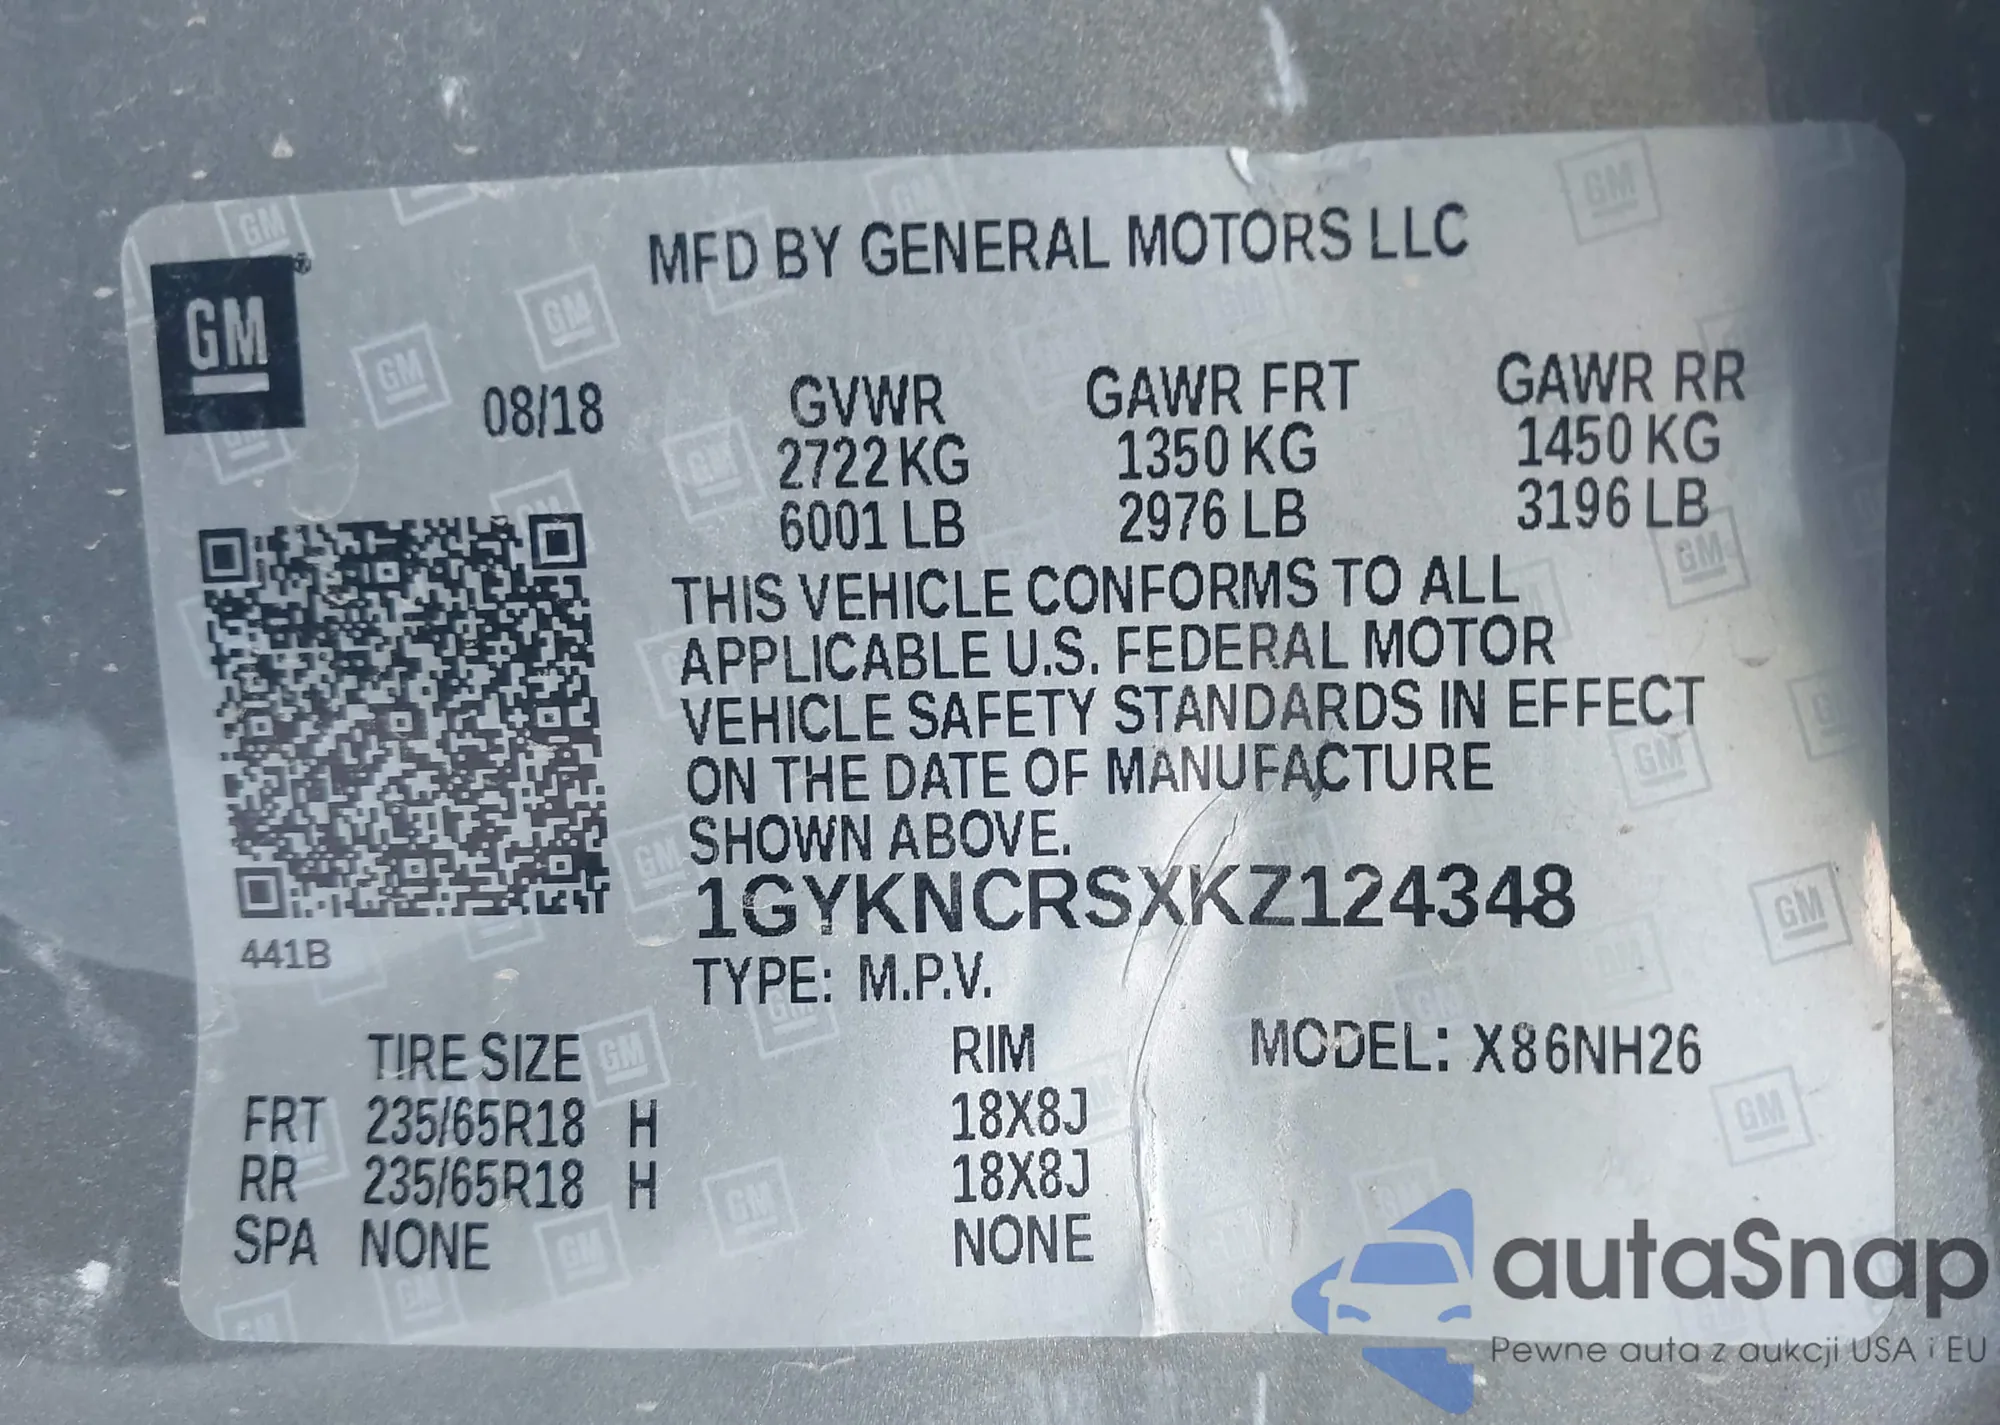 MFD BY GENERAL MOTORS LLC
GM ®
08/18
GVWR GAWR FRT GAWR RR
2722 KG 1350 KG 1450 KG
6001 LB 2976 LB 3196 LB
THIS VEHICLE CONFORMS TO ALL
APPLICABLE U.S. FEDERAL MOTOR
VEHICLE SAFETY STANDARDS IN EFFECT
ON THE DATE OF MANUFACTURE
SHOWN ABOVE.
1GYKNCRSXKZ124348
441B
TYPE: M.P.V.
TIRE SIZE RIM MODEL: X86NH26
FRT 235/65R18 H 18X8J
RR 235/65R18 H 18X8J
SPA NONE NONE
autaSnap
Pewne auta z aukcji USA i EU